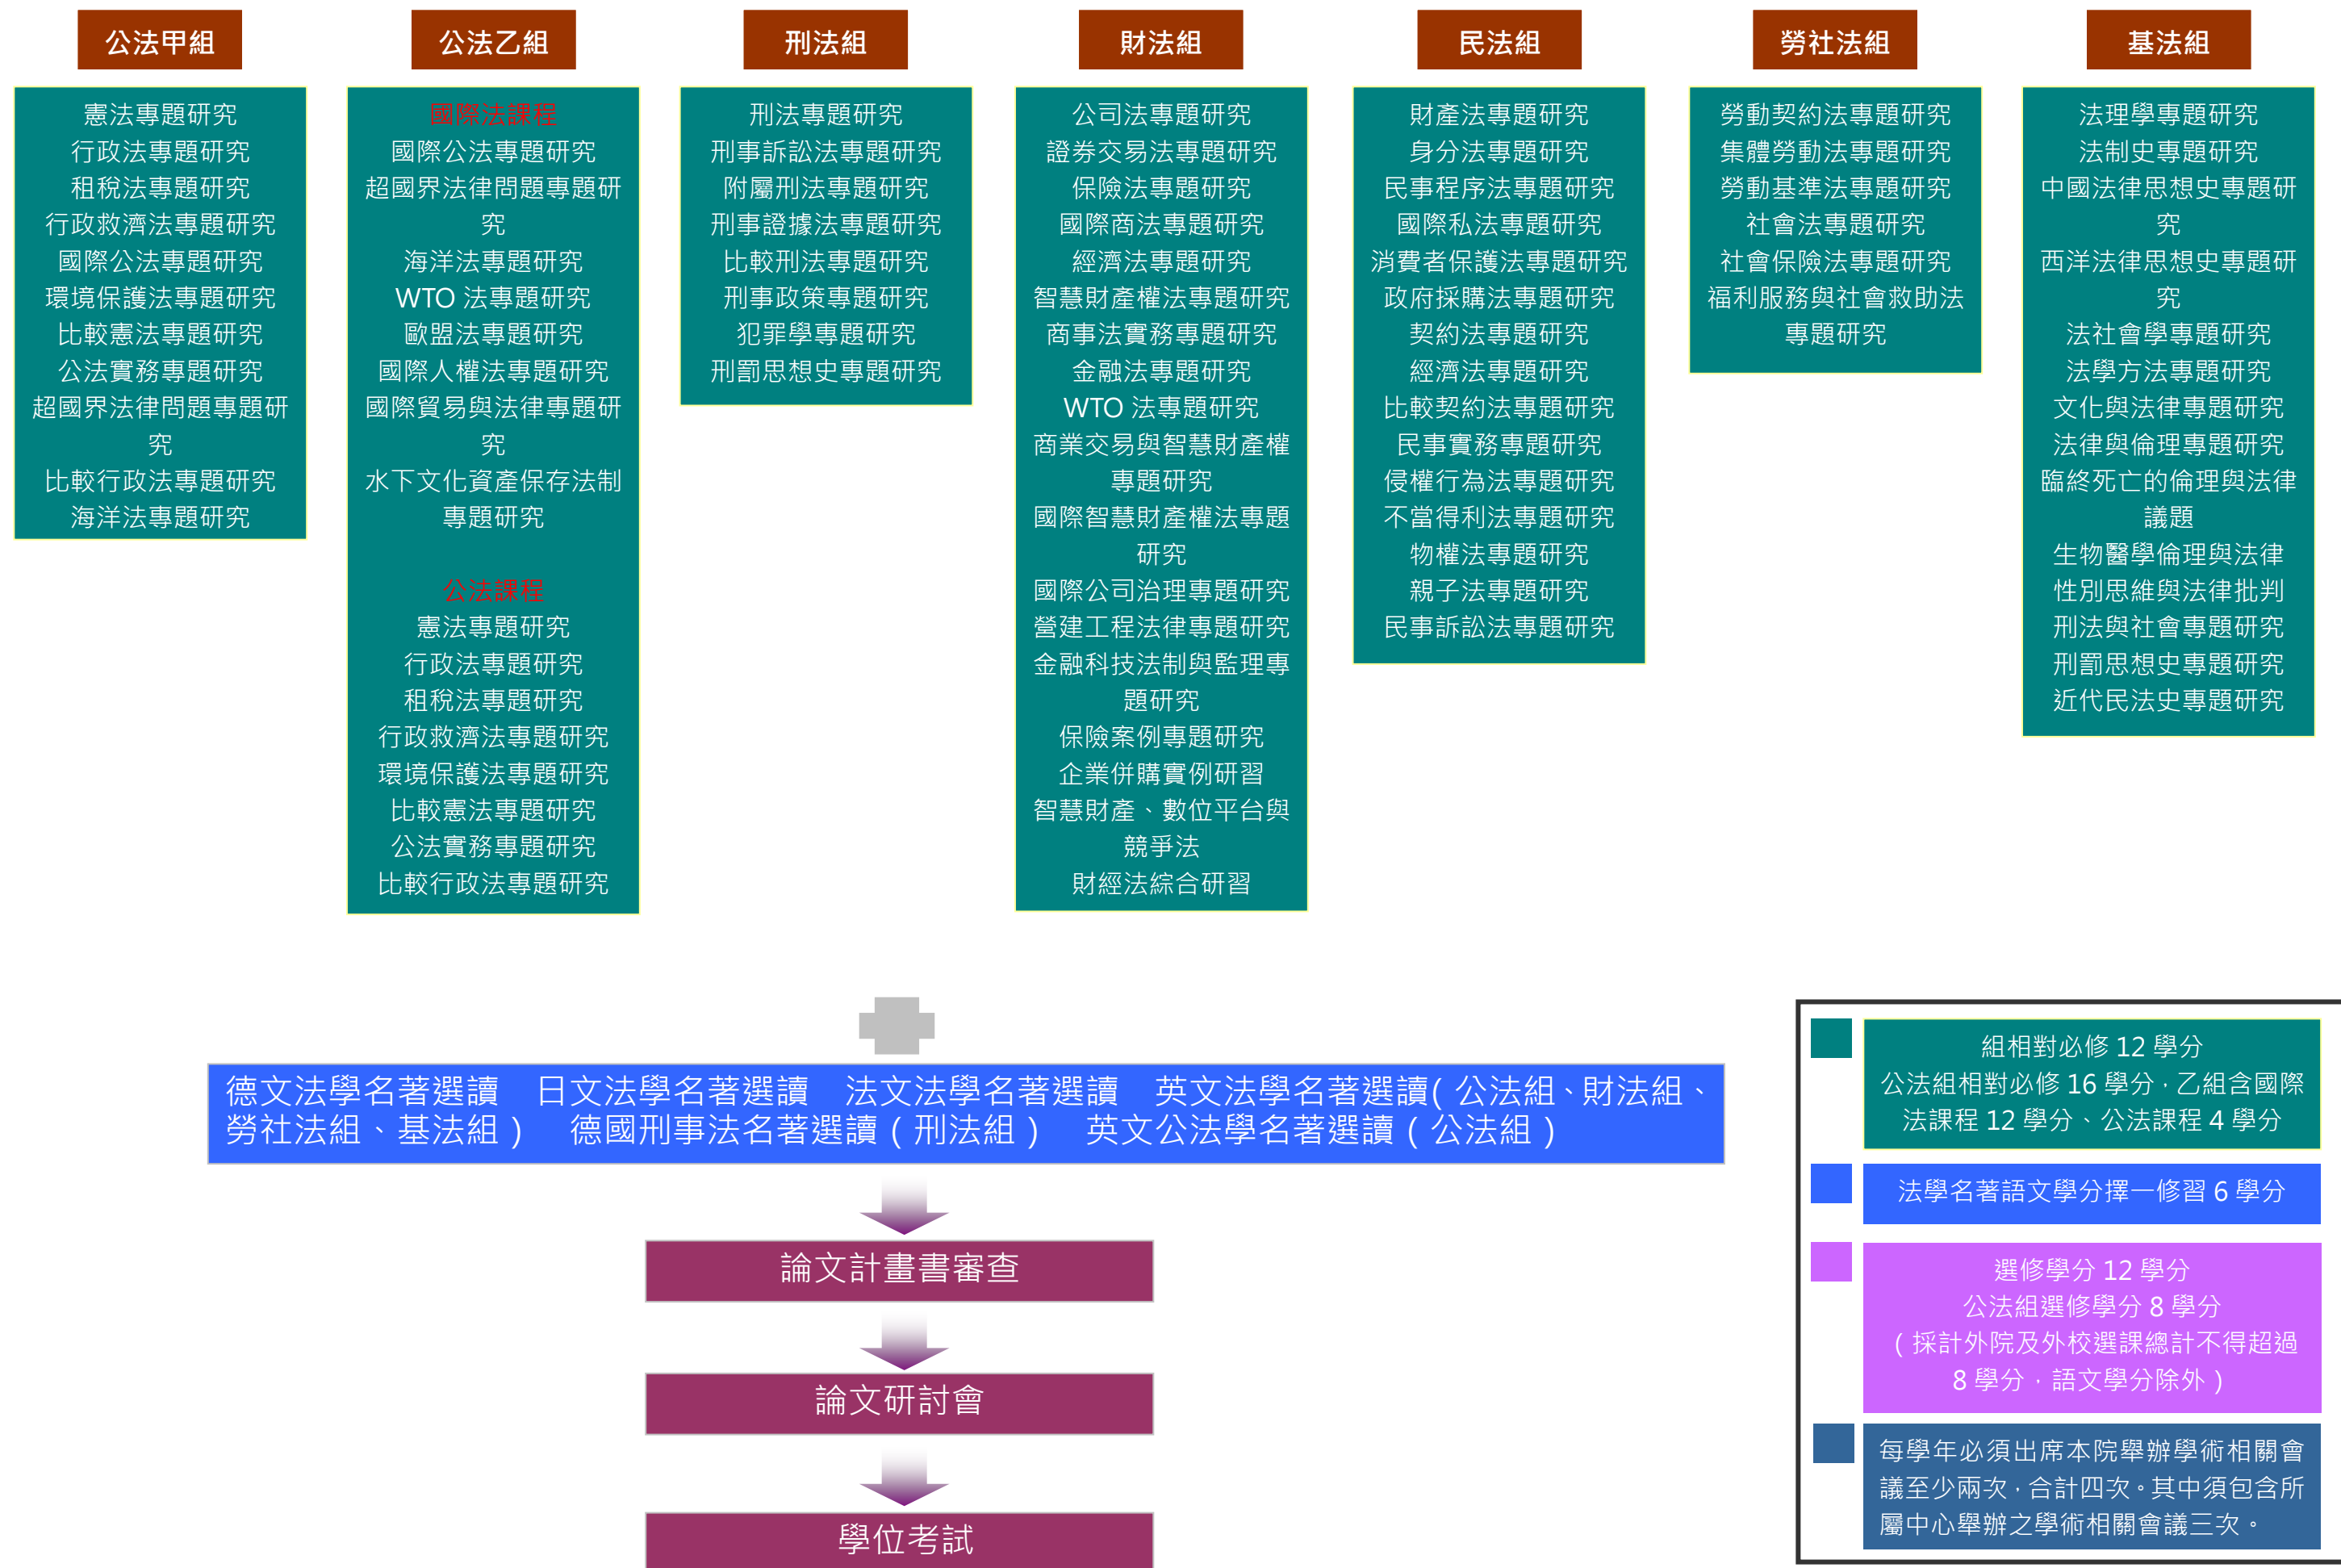 公法甲組
憲法專題研究
行政法專題研究
租稅法專題研究
行政救濟法專題研究
國際公法專題研究
環境保護法專題研究
比較憲法專題研究
公法實務專題研究
超國界法律問題專題研
究
比較行政法專題研究
海洋法專題研究
公法乙組
國際法課程
國際公法專題研究
超國界法律問題專題研
究
海洋法專題研究
WTO 法專題研究
歐盟法專題研究
國際人權法專題研究
國際貿易與法律專題研
究
水下文化資產保存法制
專題研究
公法課程
憲法專題研究
行政法專題研究
租稅法專題研究
行政救濟法專題研究
環境保護法專題研究
比較憲法專題研究
公法實務專題研究
比較行政法專題研究
刑法組
刑法專題研究
刑事訴訟法專題研究
附屬刑法專題研究
刑事證據法專題研究
比較刑法專題研究
刑事政策專題研究
犯罪學專題研究
刑罰思想史專題研究
財法組
公司法專題研究
證券交易法專題研究
保險法專題研究
國際商法專題研究
經濟法專題研究
智慧財產權法專題研究
商事法實務專題研究
金融法專題研究
WTO 法專題研究
商業交易與智慧財產權
專題研究
國際智慧財產權法專題
研究
國際公司治理專題研究
營建工程法律專題研究
金融科技法制與監理專
題研究
保險案例專題研究
企業併購實例研習
智慧財產、數位平台與
競爭法
財經法綜合研習
民法組
財產法專題研究
身分法專題研究
民事程序法專題研究
國際私法專題研究
消費者保護法專題研究
政府採購法專題研究
契約法專題研究
經濟法專題研究
比較契約法專題研究
民事實務專題研究
侵權行為法專題研究
不當得利法專題研究
物權法專題研究
親子法專題研究
民事訴訟法專題研究
勞社法組
勞動契約法專題研究
集體勞動法專題研究
勞動基準法專題研究
社會法專題研究
社會保險法專題研究
福利服務與社會救助法
專題研究
基法組
法理學專題研究
法制史專題研究
中國法律思想史專題研
究
西洋法律思想史專題研
究
法社會學專題研究
法學方法專題研究
文化與法律專題研究
法律與倫理專題研究
臨終死亡的倫理與法律
議題
生物醫學倫理與法律
性別思維與法律批判
刑法與社會專題研究
刑罰思想史專題研究
近代民法史專題研究
德文法學名著選讀　日文法學名著選讀　法文法學名著選讀　英文法學名著選讀(公法組、財法組、
勞社法組、基法組)　德國刑事法名著選讀(刑法組)　英文公法學名著選讀(公法組)
論文計畫書審查
論文研討會
學位考試
組相對必修 12 學分
公法組相對必修 16 學分,乙組含國際
法課程 12 學分、公法課程 4 學分
法學名著語文學分擇一修習 6 學分
選修學分 12 學分
公法組選修學分 8 學分
(採計外院及外校選課總計不得超過
8 學分,語文學分除外)
每學年必須出席本院舉辦學術相關會
議至少兩次,合計四次。其中須包含所
屬中心舉辦之學術相關會議三次。